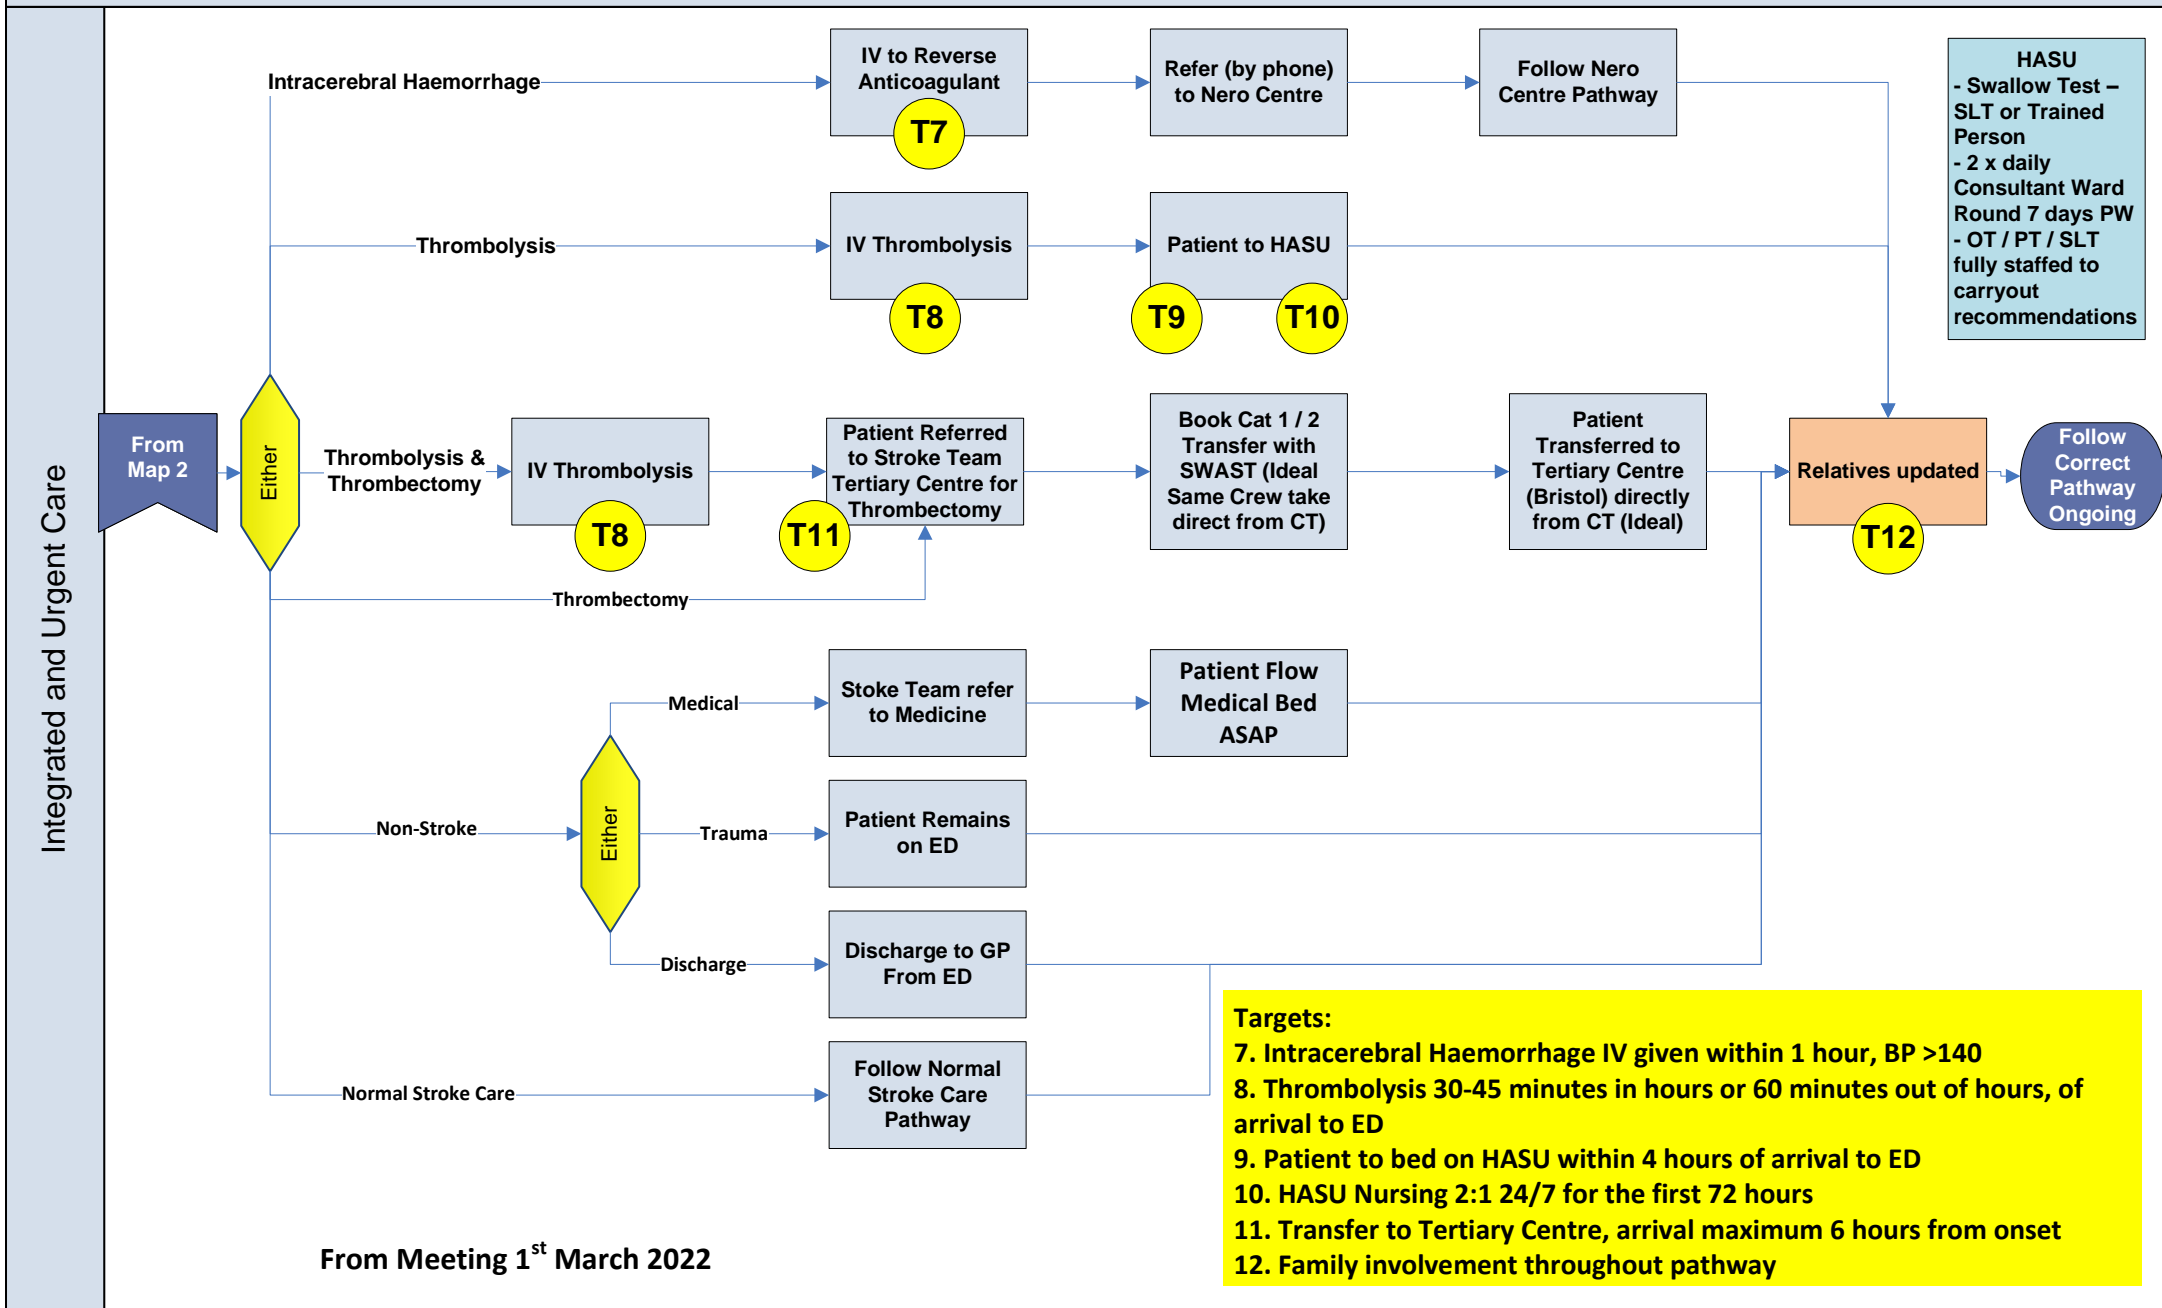 Integrated and Urgent Care
From
Map 2
Either
Intracerebral Haemorrhage
IV to Reverse
Anticoagulant
T7
Refer (by phone)
to Nero Centre
Follow Nero
Centre Pathway
HASU
- Swallow Test –
SLT or Trained
Person
- 2 x daily
Consultant Ward
Round 7 days PW
- OT / PT / SLT
fully staffed to
carryout
recommendations
Thrombolysis
IV Thrombolysis
T8
Patient to HASU
T9
T10
Thrombolysis &
Thrombectomy
IV Thrombolysis
T8
Patient Referred
to Stroke Team
Tertiary Centre for
Thrombectomy
T11
Book Cat 1 / 2
Transfer with
SWAST (Ideal
Same Crew take
direct from CT)
Patient
Transferred to
Tertiary Centre
(Bristol) directly
from CT (Ideal)
Relatives updated
T12
Follow
Correct
Pathway
Ongoing
Thrombectomy
Non-Stroke
Either
Medical
Stoke Team refer
to Medicine
Patient Flow
Medical Bed
ASAP
Trauma
Patient Remains
on ED
Discharge
Discharge to GP
From ED
Normal Stroke Care
Follow Normal
Stroke Care
Pathway
Targets:
7. Intracerebral Haemorrhage IV given within 1 hour, BP >140
8. Thrombolysis 30-45 minutes in hours or 60 minutes out of hours, of
arrival to ED
9. Patient to bed on HASU within 4 hours of arrival to ED
10. HASU Nursing 2:1 24/7 for the first 72 hours
11. Transfer to Tertiary Centre, arrival maximum 6 hours from onset
12. Family involvement throughout pathway
From Meeting 1st March 2022